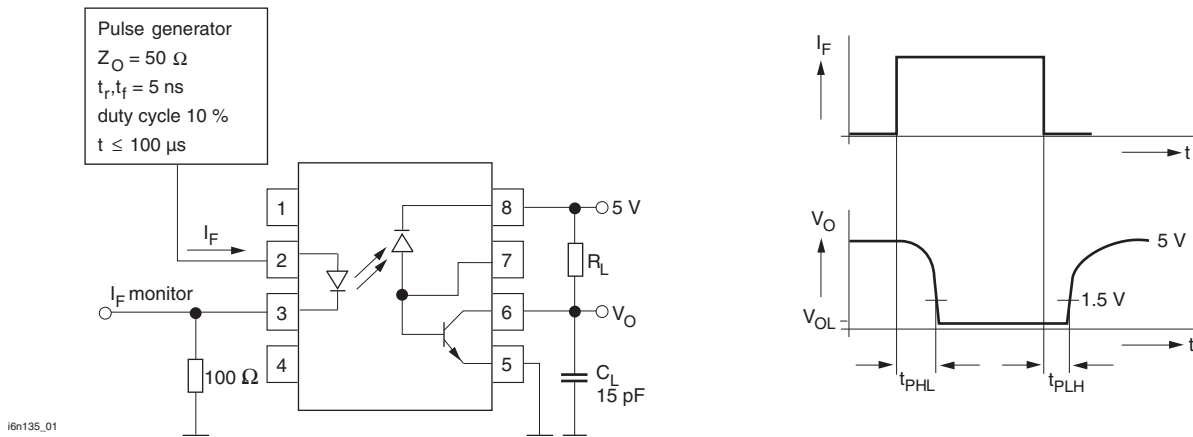 Pulse generator
Z_O = 50 Ω
t_r,t_f = 5 ns
duty cycle 10 %
t ≤ 100 µs
I_F
1
2
3
4
8
7
6
5
I_F monitor
100 Ω
5 V
R_L
V_O
C_L
15 pF
i6n135_01
I_F
t
V_O
5 V
1.5 V
V_OL
t
t_PHL
t_PLH